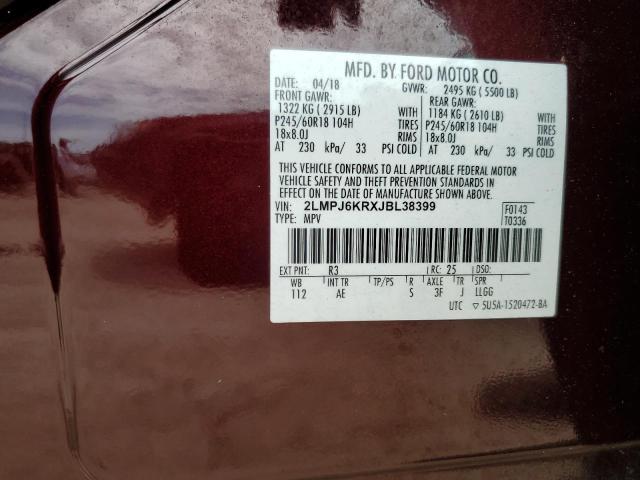 MFD. BY FORD MOTOR CO.
DATE: 04/18 GVWR: 2495 KG ( 5500 LB)
FRONT GAWR: REAR GAWR:
1322 KG ( 2915 LB) WITH 1184 KG ( 2610 LB) WITH
P245/60R18 104H TIRES P245/60R18 104H TIRES
18x8.0J RIMS 18x8.0J RIMS
AT 230 kPa/ 33 PSI COLD AT 230 kPa/ 33 PSI COLD
THIS VEHICLE CONFORMS TO ALL APPLICABLE FEDERAL MOTOR
VEHICLE SAFETY AND THEFT PREVENTION STANDARDS IN
EFFECT ON THE DATE OF MANUFACTURE SHOWN ABOVE.
VIN: 2LMPJ6KRXJBL38399 F0143
TYPE: MPV T0336
EXT PNT: R3 RC: 25 DSO:
WB INT TR TP/PS R AXLE TR SPR
112 AE S 3F J LLGG
UTC ▽ 5U5A-1520472-BA